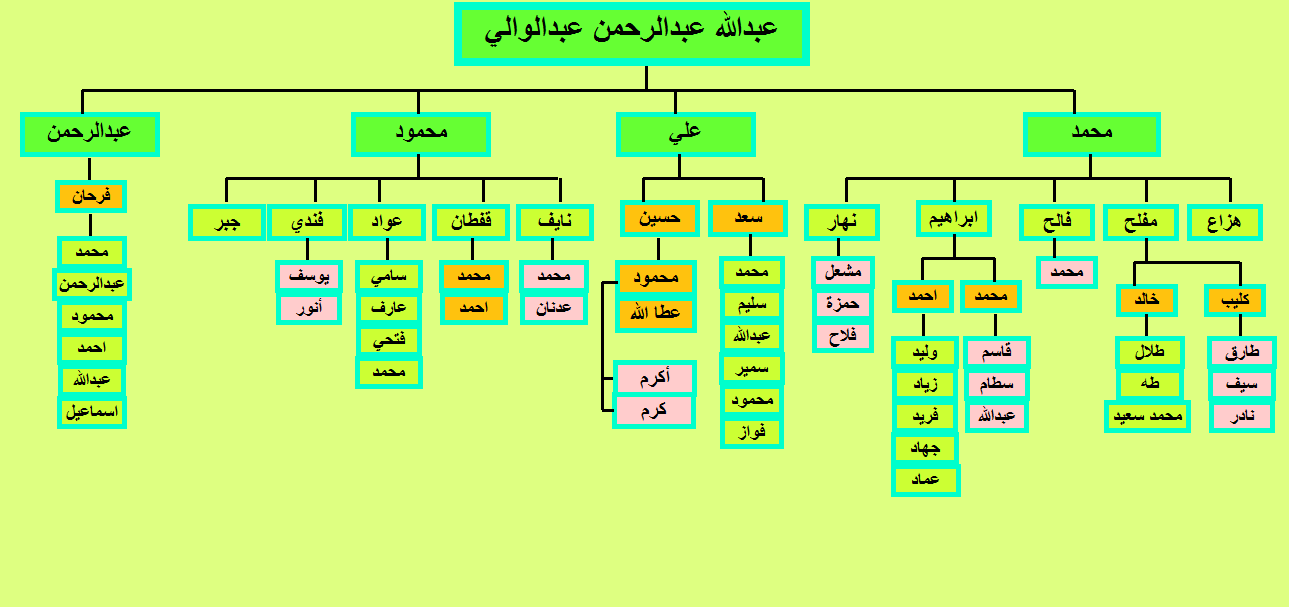 عبدالله عبدالرحمن عبدالوالي
محمد
علي
محمود
عبدالرحمن
هزاع
مفلح
فالح
ابراهيم
نهار
سعد
حسين
نايف
قفطان
عواد
فندي
جبر
فرحان
كليب
خالد
محمد
محمد
احمد
مشعل
حمزة
فلاح
طارق
سيف
نادر
طلال
طه
محمد سعيد
قاسم
سطام
عبدالله
وليد
زياد
فريد
جهاد
عماد
محمد
سليم
عبدالله
سمير
محمود
فواز
محمود
عطا الله
أكرم
كرم
محمد
عدنان
محمد
احمد
سامي
عارف
فتحي
محمد
يوسف
أنور
محمد
عبدالرحمن
محمود
احمد
عبدالله
اسماعيل